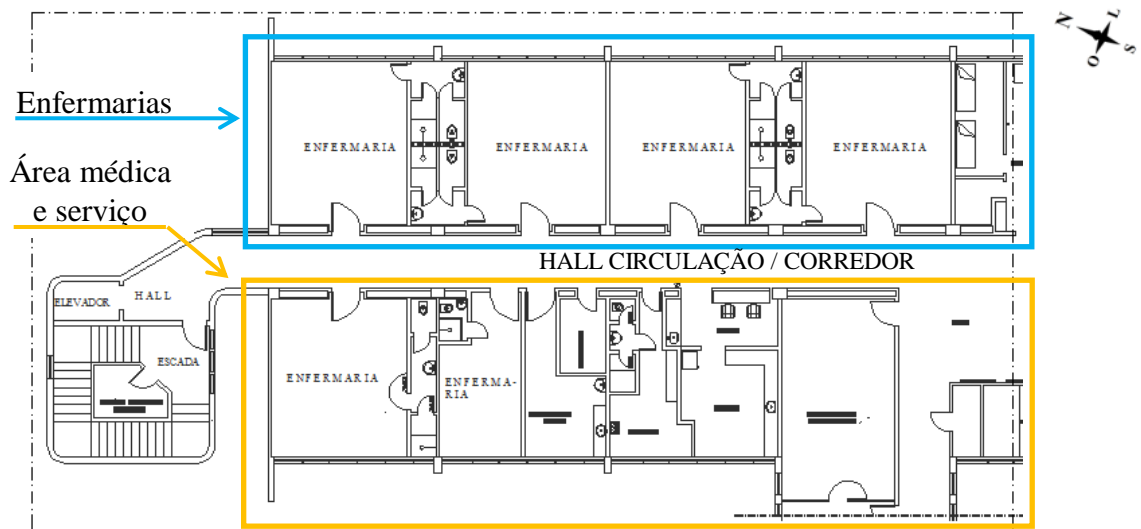 N
L
S
O
Enfermarias
ENFERMARIA
ENFERMARIA
ENFERMARIA
ENFERMARIA
Área médica
e serviço
HALL CIRCULAÇÃO / CORREDOR
ELEVADOR
HALL
ESCADA
ENFERMARIA
ENFERMA-
RIA